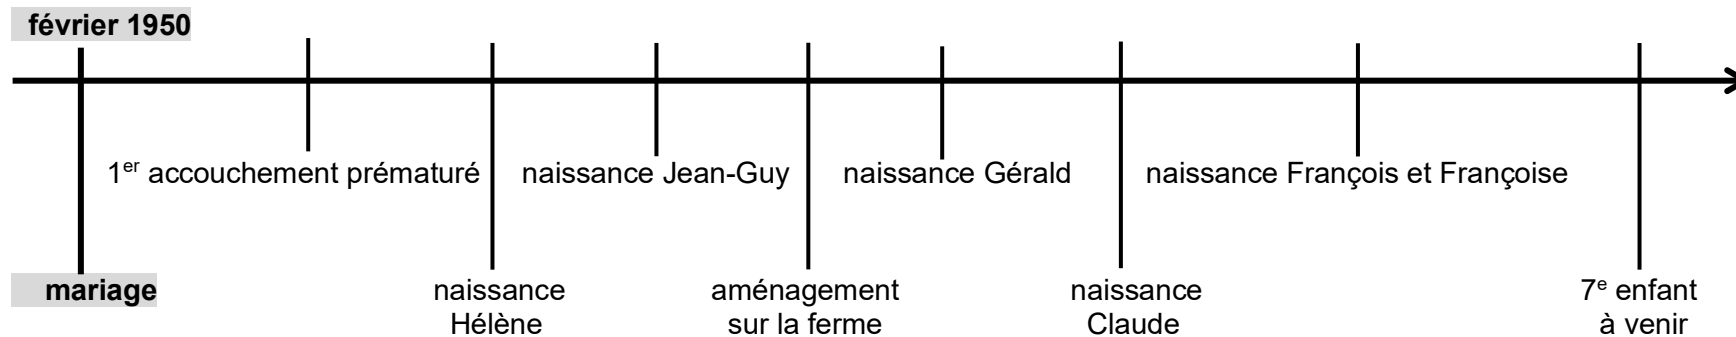 février 1950
1er accouchement prématuré
naissance Jean-Guy
naissance Gérald
naissance François et Françoise
mariage
naissance
Hélène
aménagement
sur la ferme
naissance
Claude
7e enfant
à venir